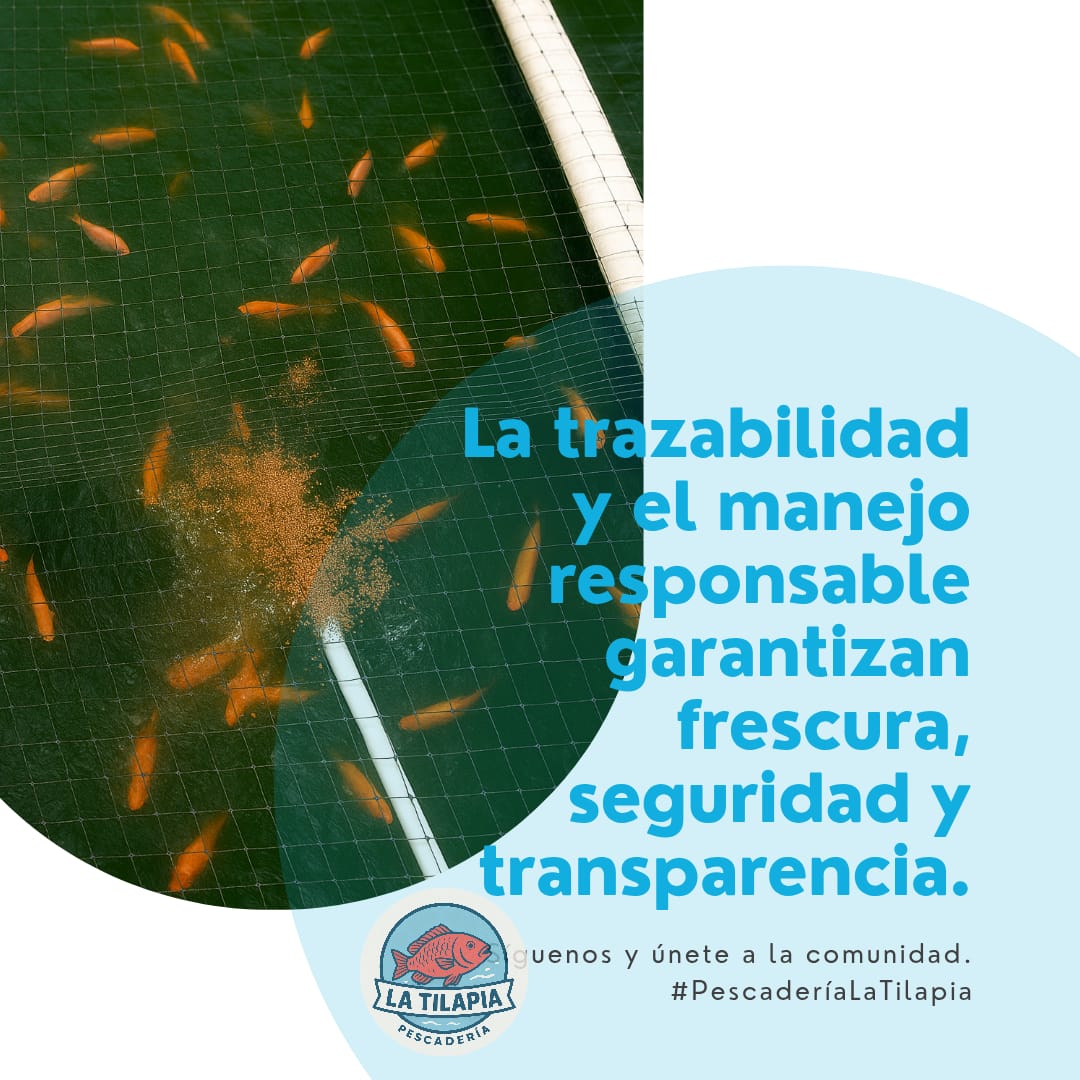 La trazabilidad
y el manejo
responsable
garantizan
frescura,
seguridad y
transparencia.
Síguenos y únete a la comunidad.
#PescaderíaLaTilapia
LA TILAPIA
PESCADERÍA